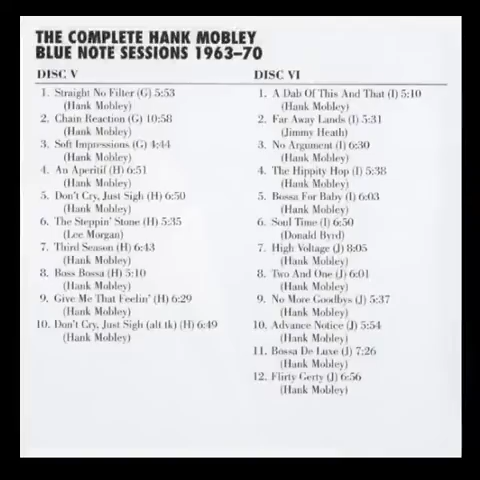 THE COMPLETE HANK MOBLEY
BLUE NOTE SESSIONS 1963–70
DISC V
1. Straight No Filter (G) 5:53
(Hank Mobley)
2. Chain Reaction (G) 10:58
(Hank Mobley)
3. Soft Impressions (G) 4:44
(Hank Mobley)
4. An Aperitif (H) 6:51
(Hank Mobley)
5. Don't Cry, Just Sigh (H) 6:50
(Hank Mobley)
6. The Steppin' Stone (H) 5:35
(Lee Morgan)
7. Third Season (H) 6:43
(Hank Mobley)
8. Boss Bossa (H) 5:10
(Hank Mobley)
9. Give Me That Feelin' (H) 6:29
(Hank Mobley)
10. Don't Cry, Just Sigh (alt tk) (H) 6:49
(Hank Mobley)
DISC VI
1. A Dab Of This And That (I) 5:10
(Hank Mobley)
2. Far Away Lands (I) 5:31
(Jimmy Heath)
3. No Argument (I) 6:30
(Hank Mobley)
4. The Hippity Hop (I) 5:38
(Hank Mobley)
5. Bossa For Baby (I) 6:03
(Hank Mobley)
6. Soul Time (I) 6:50
(Donald Byrd)
7. High Voltage (J) 8:05
(Hank Mobley)
8. Two And One (J) 6:01
(Hank Mobley)
9. No More Goodbys (J) 5:37
(Hank Mobley)
10. Advance Notice (J) 5:54
(Hank Mobley)
11. Bossa De Luxe (J) 7:26
(Hank Mobley)
12. Flirty Gerty (J) 6:56
(Hank Mobley)